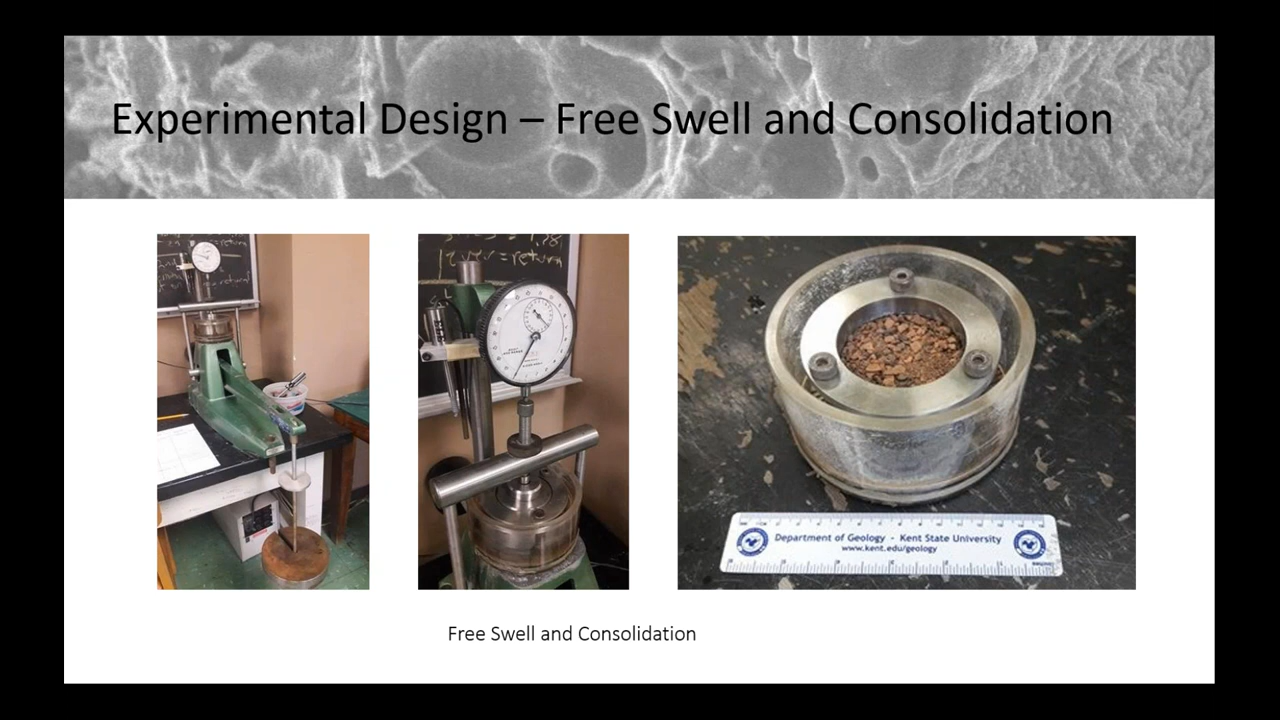 Experimental Design – Free Swell and Consolidation
Department of Geology - Kent State University
www.kent.edu/geology
Free Swell and Consolidation